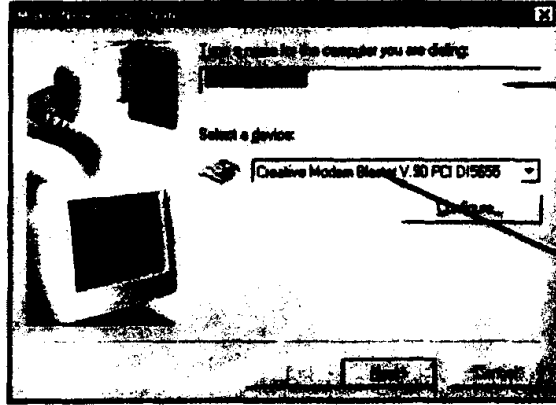 Type a name for the computer you are dialing:
Select a device:
Creative Modem Blaster V.90 PCI DI5655
Configure...
Next >
Cancel